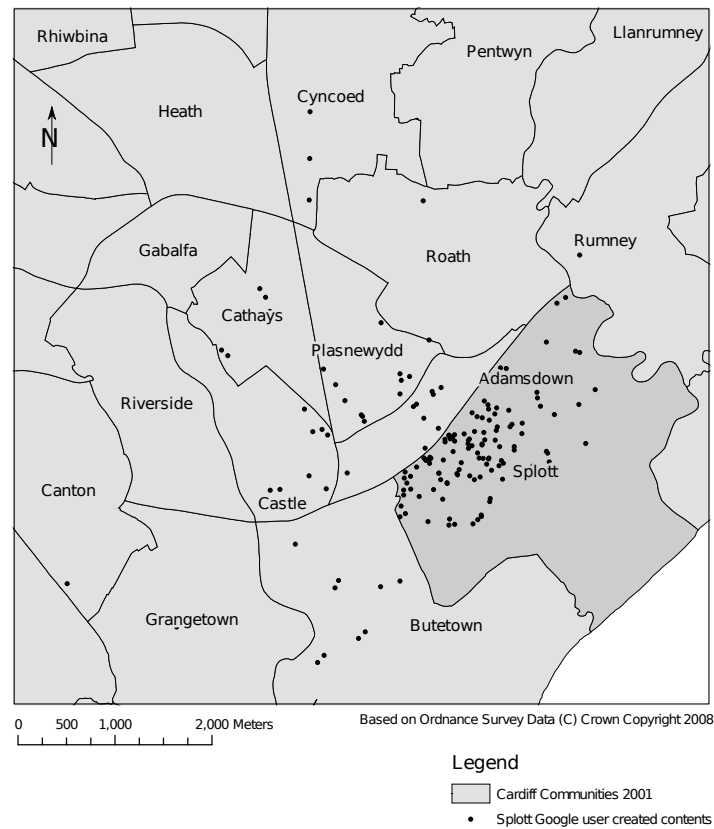 Rhiwbina
Llanrumney
Pentwyn
Cyncoed
Heath
N
Rumney
Gabalfa
Roath
Cathays
Plasnewydd
Adamsdown
Riverside
Splott
Canton
Castle
Grangetown
Butetown
0 500 1,000 2,000 Meters
Based on Ordnance Survey Data (C) Crown Copyright 2008
Legend
Cardiff Communities 2001
Splott Google user created contents